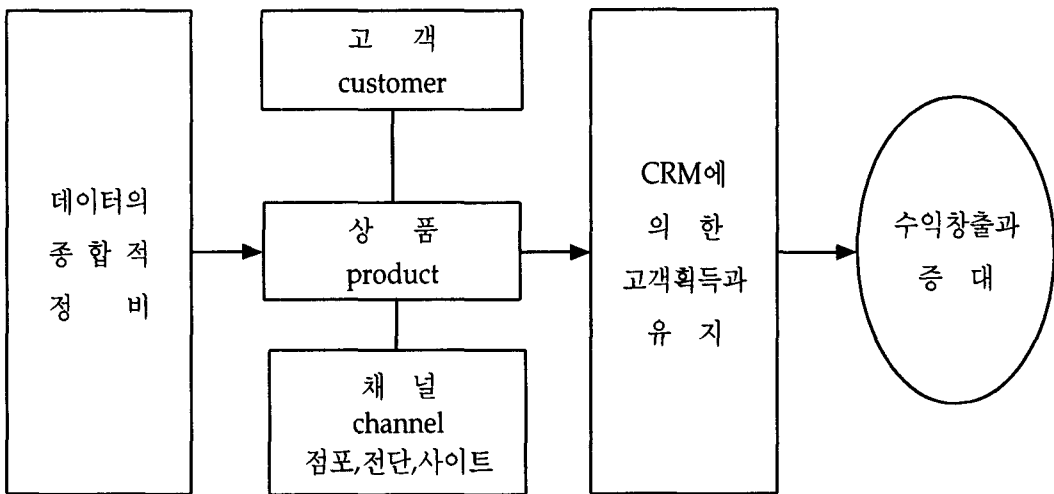 데이터의
종 합 적
정 비
고 객
customer
상 품
product
채 널
channel
점포,전단,사이트
CRM에
의 한
고객획득과
유 지
수익창출과
증 대